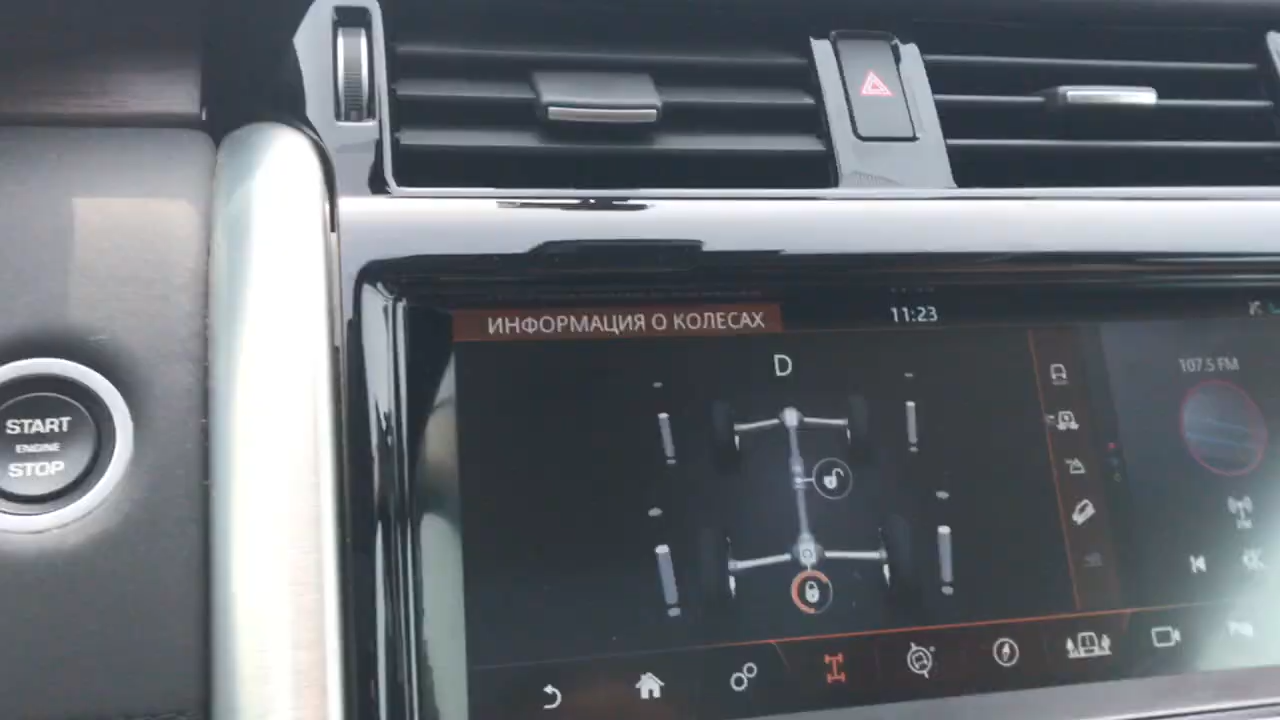 ИНФОРМАЦИЯ О КОЛЕСАХ
11:23
D
107.5 FM
START
ENGINE
STOP